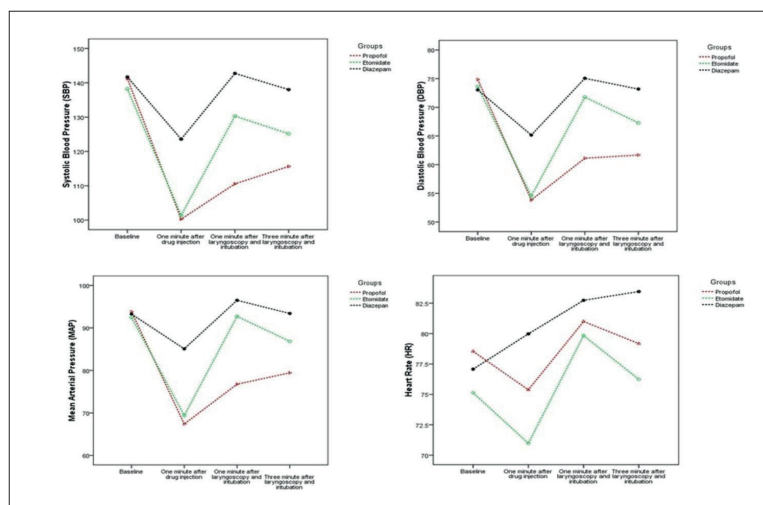 Groups
Propofol
Etomidate
Diazepam
Systolic Blood Pressure (SBP)
150
140
130
120
110
100
Baseline
One minute after drug injection
One minute after laryngoscopy and intubation
Three minute after laryngoscopy and intubation
Groups
Propofol
Etomidate
Diazepam
Diastolic Blood Pressure (DBP)
80
75
70
65
60
55
50
Baseline
One minute after drug injection
One minute after laryngoscopy and intubation
Three minute after laryngoscopy and intubation
Groups
Propofol
Etomidate
Diazepan
Mean Arterial Pressure (MAP)
100
90
80
70
60
Baseline
One minute after drug injection
One minute after laryngoscopy and intubation
Three minute after laryngoscopy and intubation
Groups
Propofol
Etomidate
Diazepam
Heart Rate (HR)
82.5
80
77.5
75
72.5
70
Baseline
One minute after drug injection
One minute after laryngoscopy and intubation
Three minute after laryngoscopy and intubation